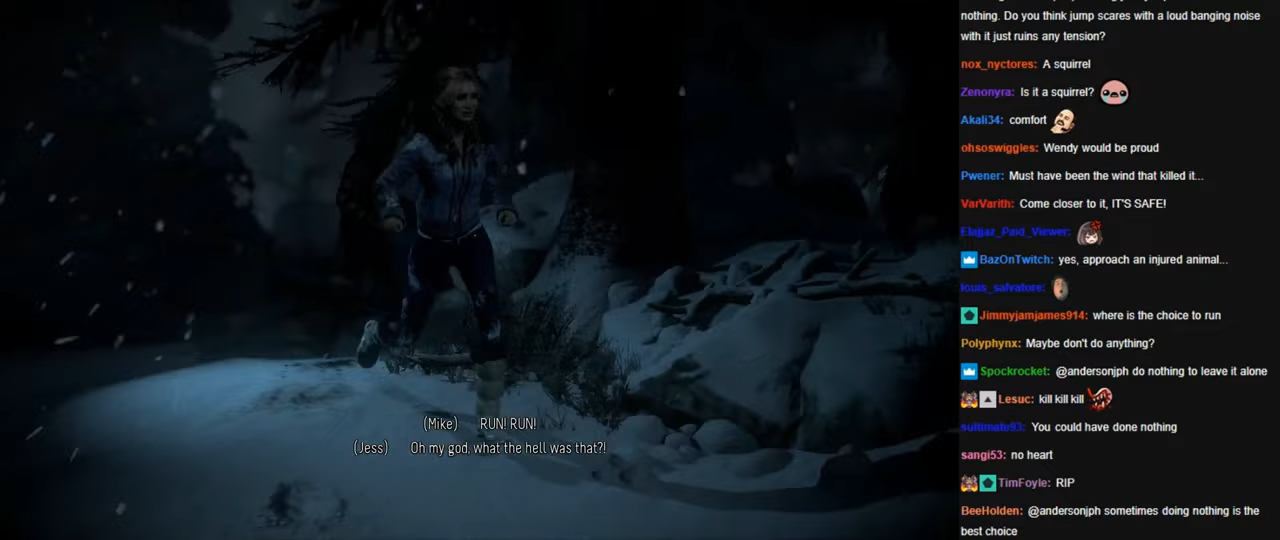 (Mike) RUN! RUN!
(Jess) Oh my god, what the hell was that?!
nothing. Do you think jump scares with a loud banging noise
with it just ruins any tension?
nox_nyctores: A squirrel
Zenonyra: Is it a squirrel?
Akali34: comfort
ohsoswiggles: Wendy would be proud
Pwener: Must have been the wind that killed it...
VarVarith: Come closer to it, IT'S SAFE!
Elajjaz_Paid_Viewer:
BazOnTwitch: yes, approach an injured animal...
louis_salvatore:
Jimmyjamjames914: where is the choice to run
Polyphynx: Maybe don't do anything?
Spockrocket: @andersonjph do nothing to leave it alone
Lesuc: kill kill kill
You could have done nothing
sangi53: no heart
TimFoyle: RIP
BeeHolden: @andersonjph sometimes doing nothing is the
best choice